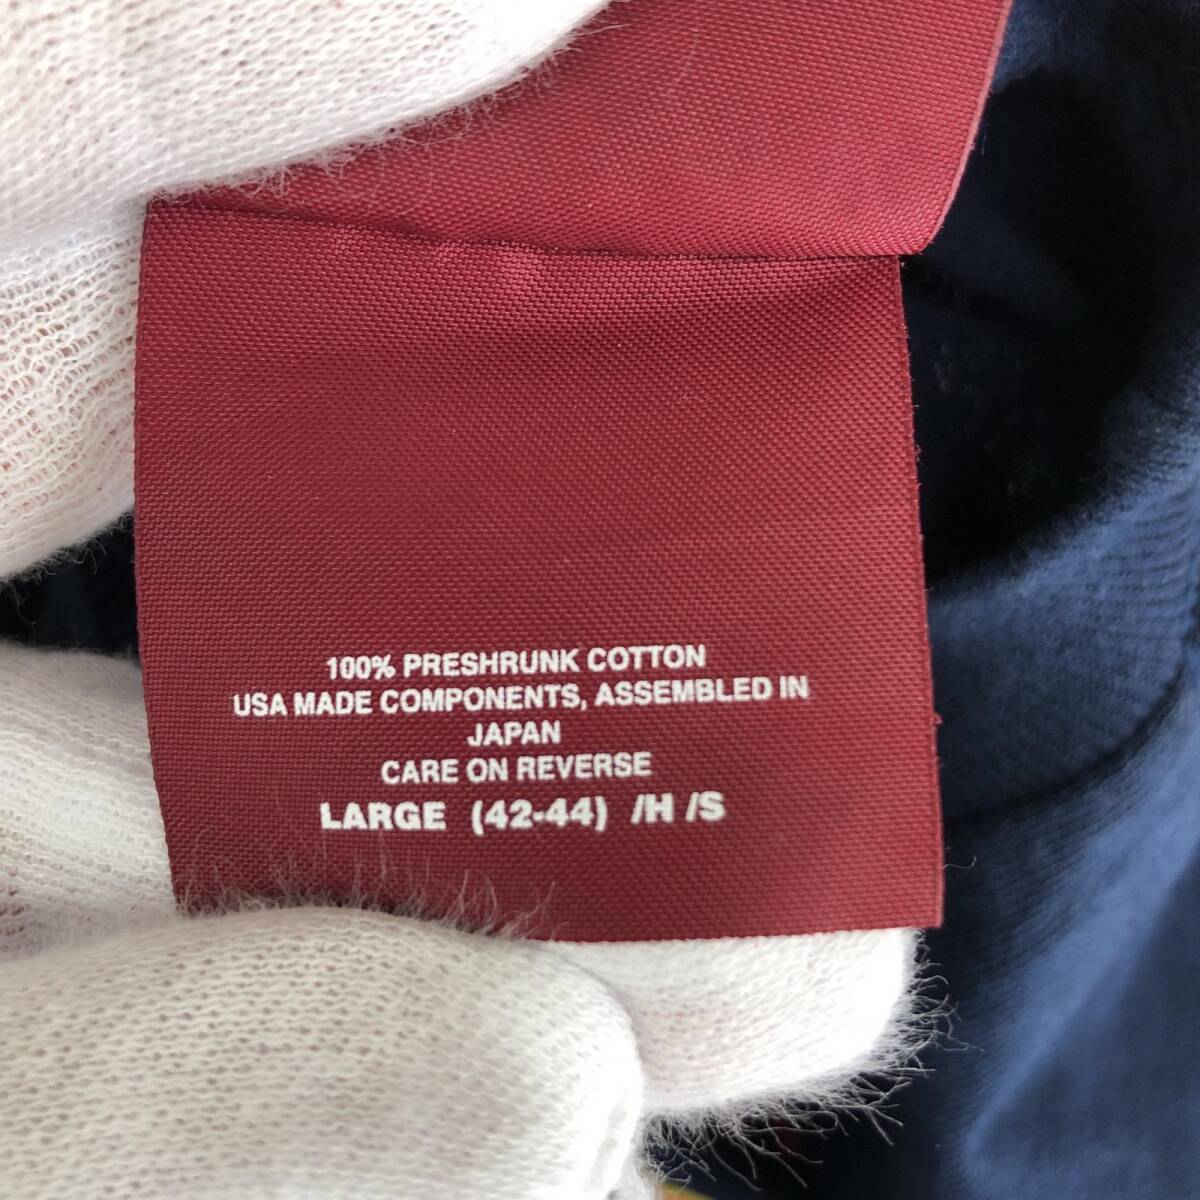 100% PRESHRUNK COTTON
USA MADE COMPONENTS, ASSEMBLED IN
JAPAN
CARE ON REVERSE
LARGE (42-44) /H /S